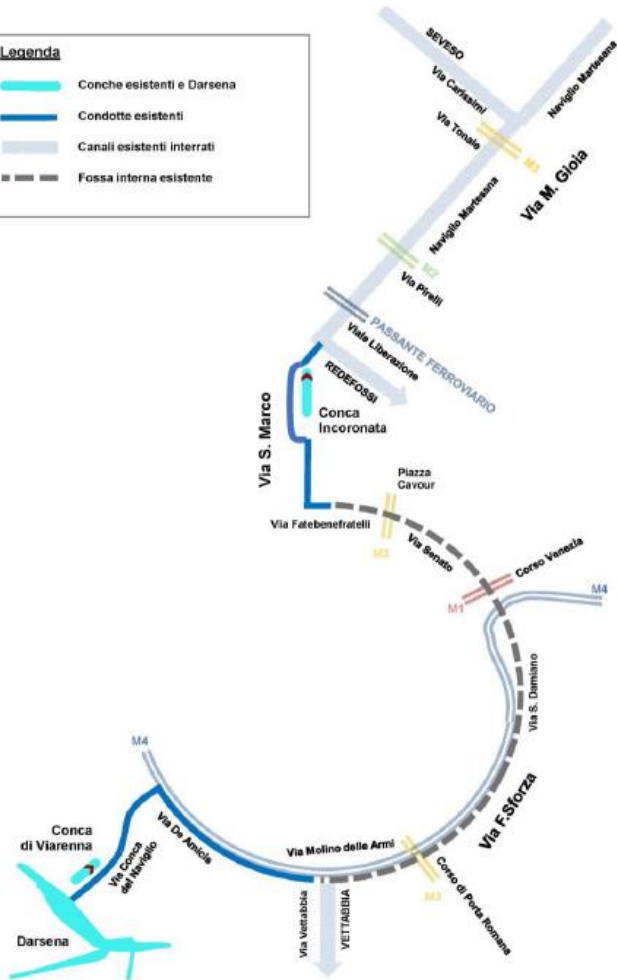 Legenda
Conche esistenti e Darsena
Condotte esistenti
Canali esistenti interrati
Fossa interna esistente
SEVESO
Via Carissimi
Naviglio Martesana
Via Tonale
M3
Via M. Gioia
Naviglio Martesana
M2
Via Pirelli
PASSANTE FERROVIARIO
Viale Liberazione
REDEFOSSI
Via S. Marco
Conca
Incoronata
Piazza
Cavour
Via Fatebenefratelli
M3
Via Senato
Corso Venezia
M1
M4
Via S. Damiano
M4
Via F.Sforza
Conca
di Viarenna
Via Conca
del Naviglio
Via De Amicis
Via Molino delle Armi
Corso di Porta Romana
M3
Via Vettabbia
VETTABBIA
Darsena